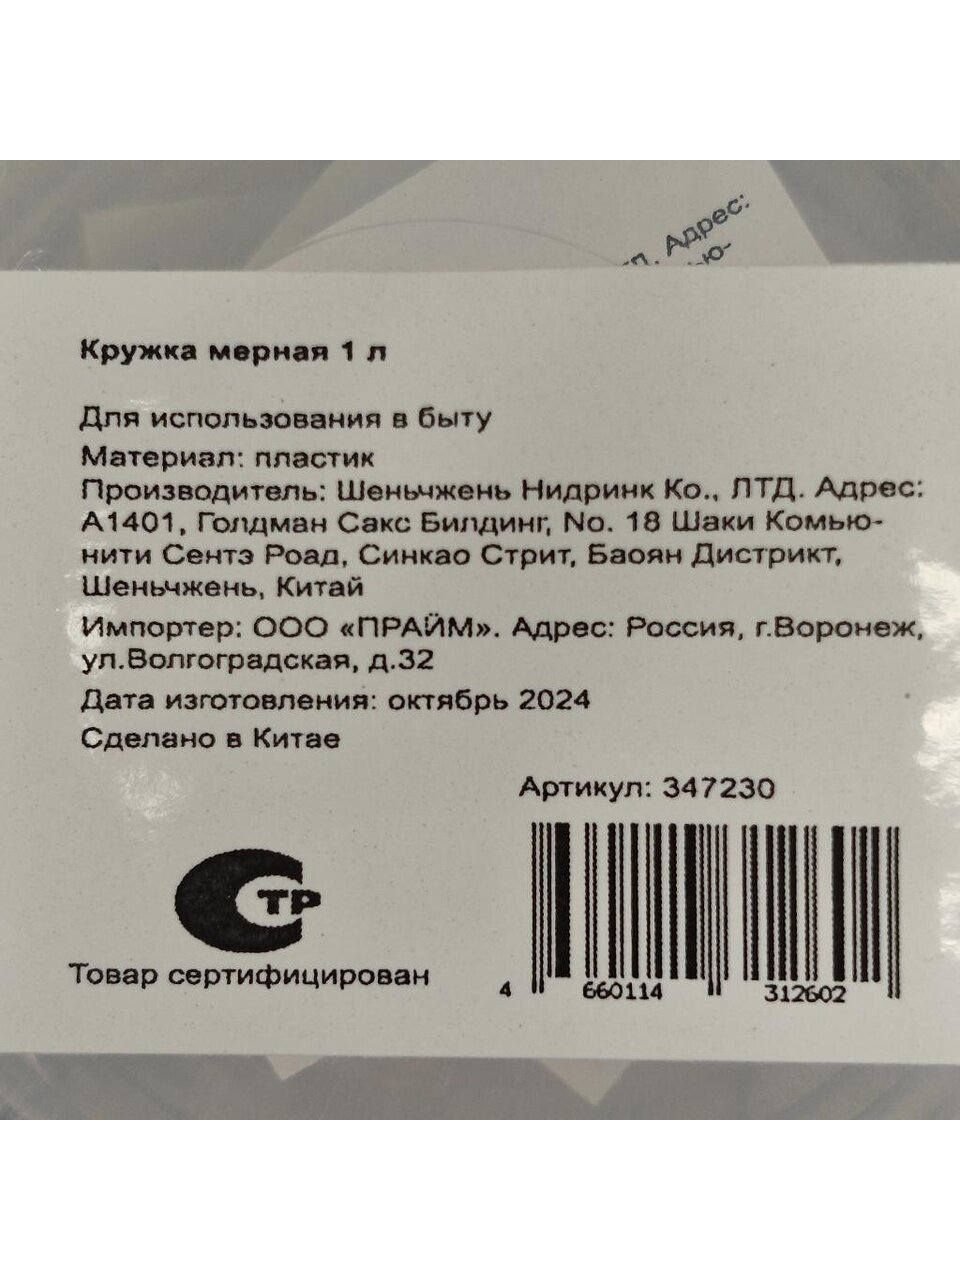 Адрес:
Кружка мерная 1 л
Для использования в быту
Материал: пластик
Производитель: Шеньчжень Нидринк Ко., ЛТД. Адрес:
А1401, Голдман Сакс Билдинг, No. 18 Шаки Комью-
нити Сентэ Роад, Синкао Стрит, Баоян Дистрикт,
Шеньчжень, Китай
Импортер: ООО «ПРАЙМ». Адрес: Россия, г.Воронеж,
ул.Волгоградская, д.32
Дата изготовления: октябрь 2024
Сделано в Китае
Артикул: 347230
СТР
Товар сертифицирован
4 660114 312602